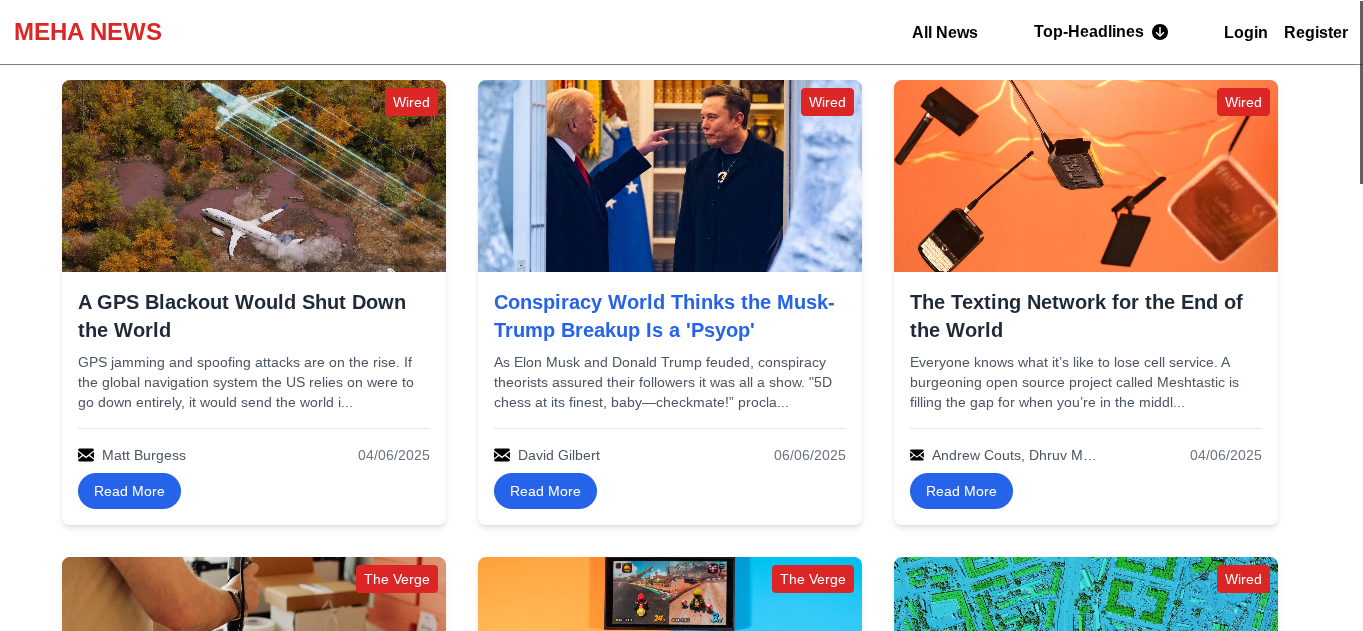 MEHA NEWS
All News
Top-Headlines
Login
Register
Wired
Wired
Wired
A GPS Blackout Would Shut Down
the World
GPS jamming and spoofing attacks are on the rise. If
the global navigation system the US relies on were to
go down entirely, it would send the world i...
Matt Burgess
04/06/2025
Read More
Conspiracy World Thinks the Musk-
Trump Breakup Is a 'Psyop'
As Elon Musk and Donald Trump feuded, conspiracy
theorists assured their followers it was all a show. "5D
chess at its finest, baby—checkmate!” procla...
David Gilbert
06/06/2025
Read More
The Texting Network for the End of
the World
Everyone knows what it’s like to lose cell service. A
burgeoning open source project called Meshtastic is
filling the gap for when you’re in the middl...
Andrew Couts, Dhruv M…
04/06/2025
Read More
The Verge
The Verge
Wired